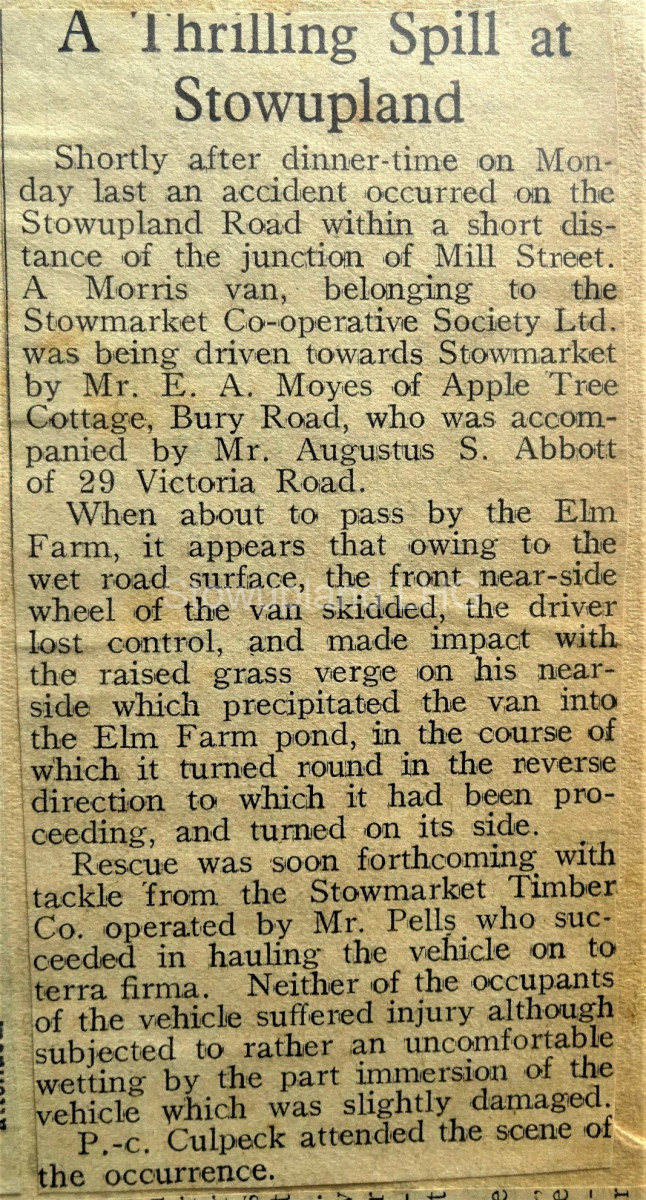 A Thrilling Spill at
Stowupland
Shortly after dinner-time on Mon-
day last an accident occurred on the
Stowupland Road within a short dis-
tance of the junction of Mill Street.
A Morris van, belonging to the
Stowmarket Co-operative Society Ltd.
was being driven towards Stowmarket
by Mr. E. A. Moyes of Apple Tree
Cottage, Bury Road, who was accom-
panied by Mr. Augustus S. Abbott
of 29 Victoria Road.
When about to pass by the Elm
Farm, it appears that owing to the
wet road surface, the front near-side
wheel of the van skidded, the driver
lost control, and made impact with
the raised grass verge on his near-
side which precipitated the van into
the Elm Farm pond, in the course of
which it turned round in the reverse
direction to which it had been pro-
ceeding, and turned on its side.
Rescue was soon forthcoming with
tackle from the Stowmarket Timber
Co. operated by Mr. Pells who suc-
ceeded in hauling the vehicle on to
terra firma. Neither of the occupants
of the vehicle suffered injury although
subjected to rather an uncomfortable
wetting by the part immersion of the
vehicle which was slightly damaged.
P.-c. Culpeck attended the scene of
the occurrence.